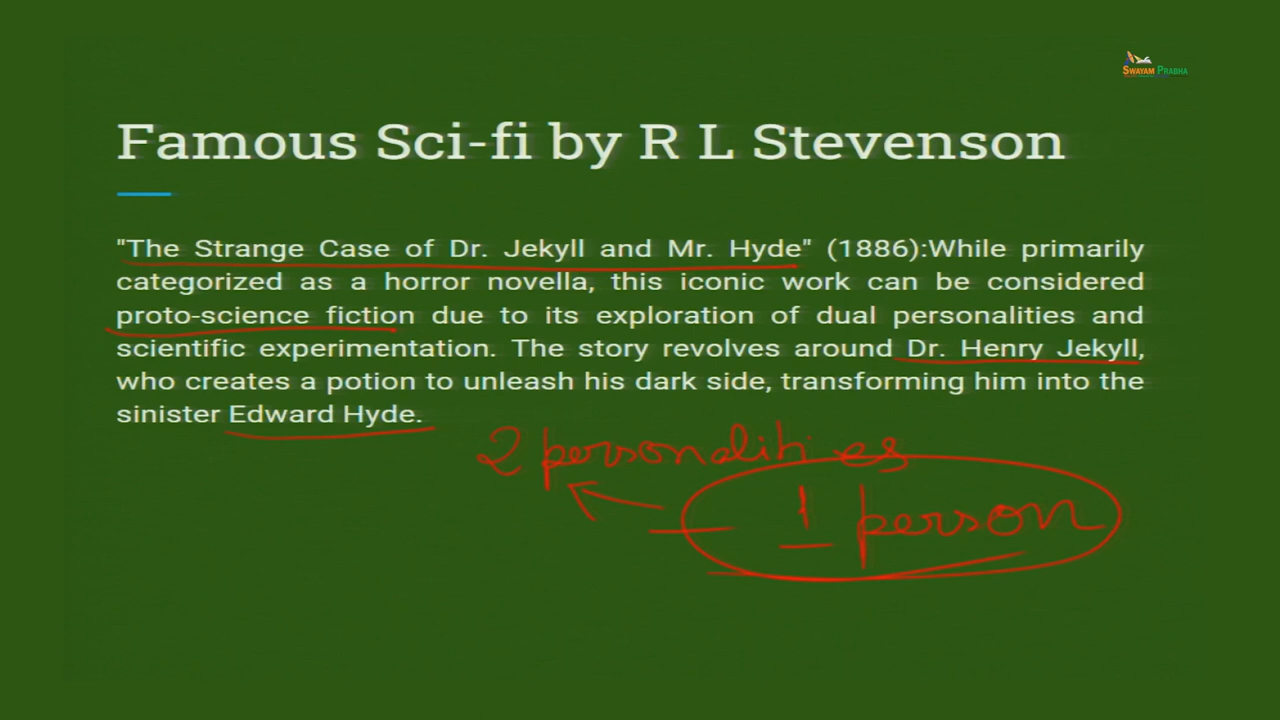 SWAYAM PRABHA
Famous Sci-fi by R L Stevenson
"The Strange Case of Dr. Jekyll and Mr. Hyde" (1886):While primarily
categorized as a horror novella, this iconic work can be considered
proto-science fiction due to its exploration of dual personalities and
scientific experimentation. The story revolves around Dr. Henry Jekyll,
who creates a potion to unleash his dark side, transforming him into the
sinister Edward Hyde.
2 personalities
1 person